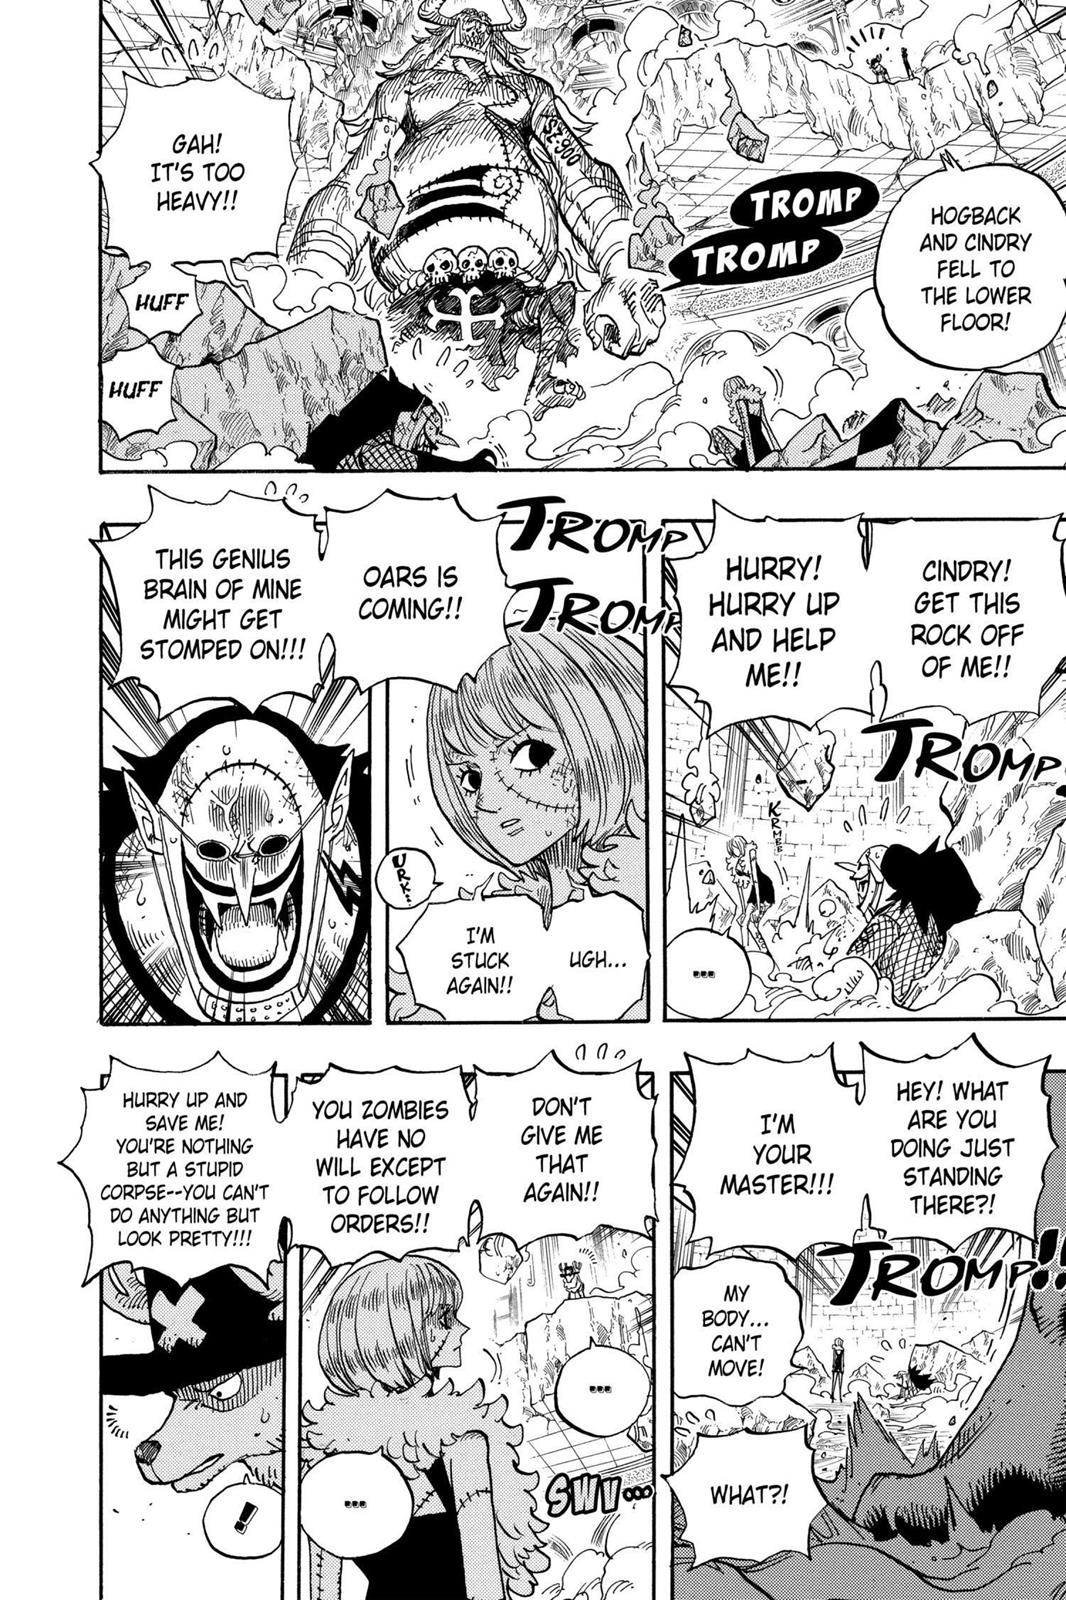 HOGBACK
AND CINDRY
FELL TO
THE LOWER
FLOOR!
TROMP
TROMP
SZ-900
GAH!
IT'S TOO
HEAVY!!
HUFF
HUFF
CINDRY!
GET THIS
ROCK OFF
OF ME!!
HURRY!
HURRY UP
AND HELP
ME!!
TROMP
KRMEE
...
TROMP
TROMP
OARS IS
COMING!!
UGH...
I'M
STUCK
AGAIN!!
URK...
THIS GENIUS
BRAIN OF MINE
MIGHT GET
STOMPED ON!!!
HEY! WHAT
ARE YOU
DOING JUST
STANDING
THERE?!
I'M
YOUR
MASTER!!!
TROMP!!
MY
BODY...
CAN'T
MOVE!
WHAT?!
DON'T
GIVE ME
THAT
AGAIN!!
YOU ZOMBIES
HAVE NO
WILL EXCEPT
TO FOLLOW
ORDERS!!
...
SWV...
...
HURRY UP AND
SAVE ME!
YOU'RE NOTHING
BUT A STUPID
CORPSE--YOU CAN'T
DO ANYTHING BUT
LOOK PRETTY!!!
!